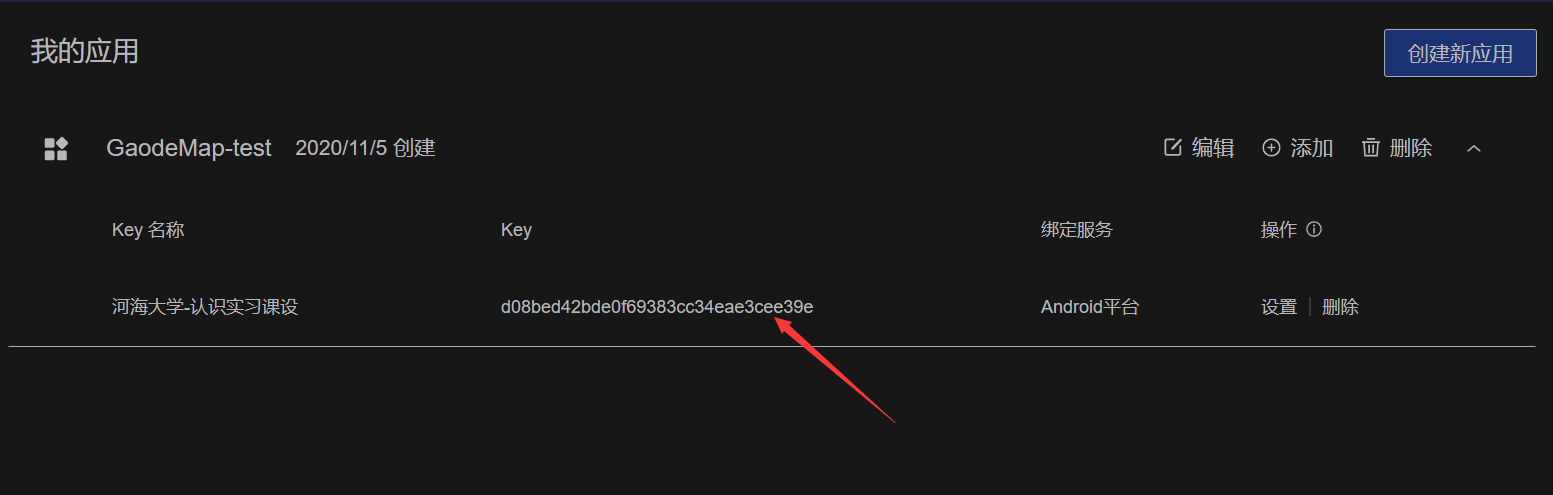 我的应用
创建新应用
GaodeMap-test 2020/11/5 创建 编辑 添加 删除
Key 名称 Key 绑定服务 操作
河海大学-认识实习课设 d08bed42bde0f69383cc34eae3cee39e Android平台 设置 删除